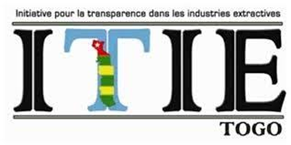 Initiative pour la transparence dans les industries extractives
ITIE
TOGO